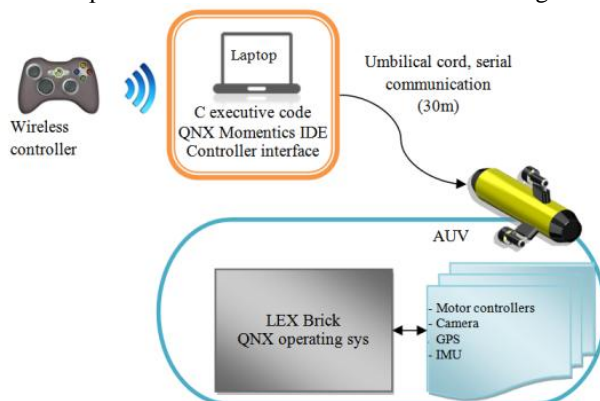 Laptop
C executive code
QNX Momentics IDE
Controller interface
Wireless
controller
Umbilical cord, serial
communication
(30m)
AUV
LEX Brick
QNX operating sys
- Motor controllers
- Camera
- GPS
- IMU